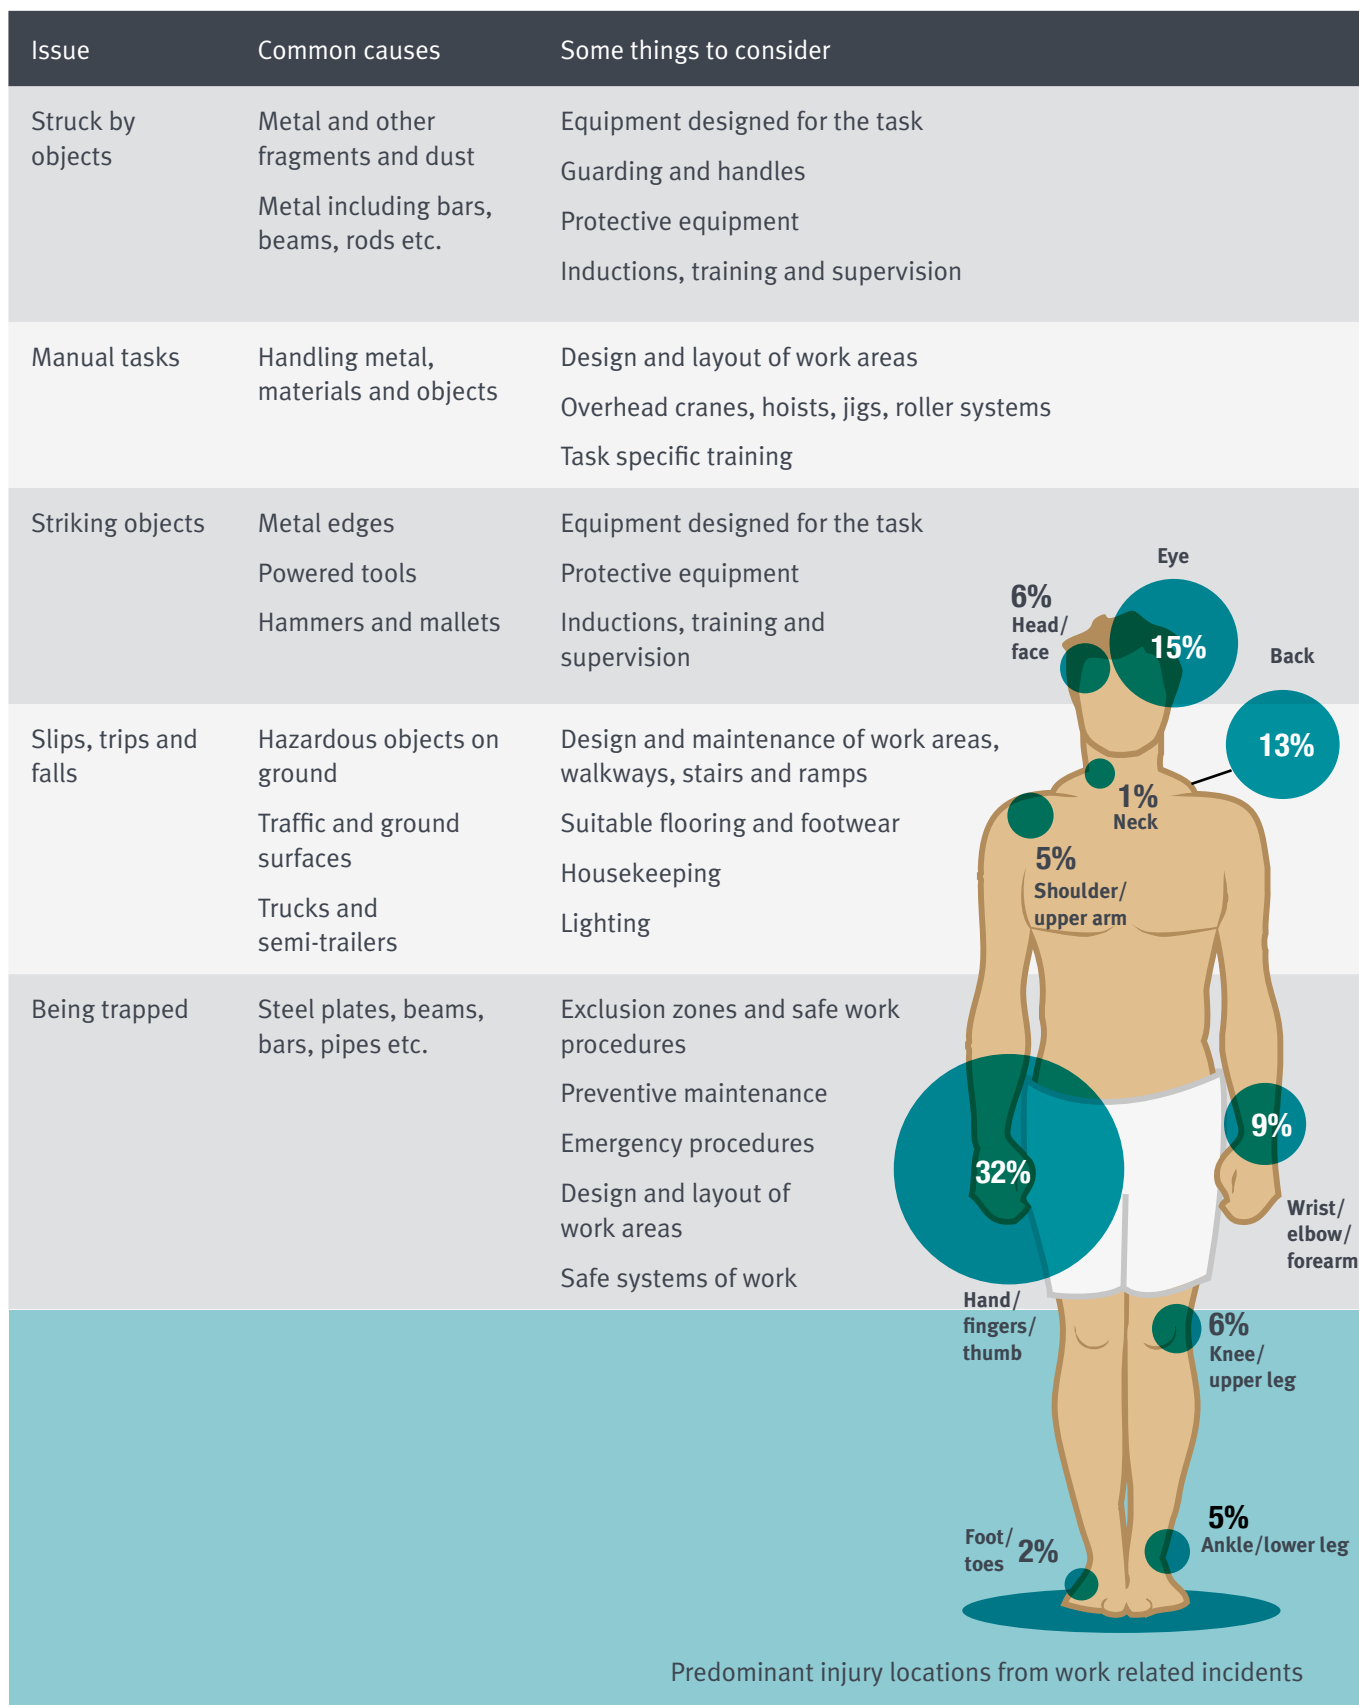 Issue
Common causes
Some things to consider
Struck by
objects
Metal and other
fragments and dust
Metal including bars,
beams, rods etc.
Equipment designed for the task
Guarding and handles
Protective equipment
Inductions, training and supervision
Manual tasks
Handling metal,
materials and objects
Design and layout of work areas
Overhead cranes, hoists, jigs, roller systems
Task specific training
Striking objects
Metal edges
Powered tools
Hammers and mallets
Equipment designed for the task
Protective equipment
Inductions, training and
supervision
Slips, trips and
falls
Hazardous objects on
ground
Traffic and ground
surfaces
Trucks and
semi-trailers
Design and maintenance of work areas,
walkways, stairs and ramps
Suitable flooring and footwear
Housekeeping
Lighting
Being trapped
Steel plates, beams,
bars, pipes etc.
Exclusion zones and safe work
procedures
Preventive maintenance
Emergency procedures
Design and layout of
work areas
Safe systems of work
Eye
15%
6%
Head/
face
Back
13%
1%
Neck
5%
Shoulder/
upper arm
32%
Hand/
fingers/
thumb
9%
Wrist/
elbow/
forearm
6%
Knee/
upper leg
5%
Ankle/lower leg
Foot/
toes
2%
Predominant injury locations from work related incidents